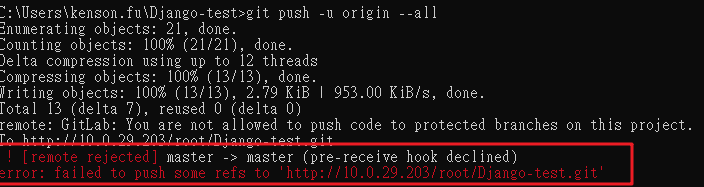 C:\Users\kenson.fu\Django-test>git push -u origin --all
Enumerating objects: 21, done.
Counting objects: 100% (21/21), done.
Delta compression using up to 12 threads
Compressing objects: 100% (13/13), done.
Writing objects: 100% (13/13), 2.79 KiB | 953.00 KiB/s, done.
Total 13 (delta 7), reused 0 (delta 0)
remote: GitLab: You are not allowed to push code to protected branches on this project.
To http://10.0.29.203/root/Django-test.git
! [remote rejected] master -> master (pre-receive hook declined)
error: failed to push some refs to 'http://10.0.29.203/root/Django-test.git'